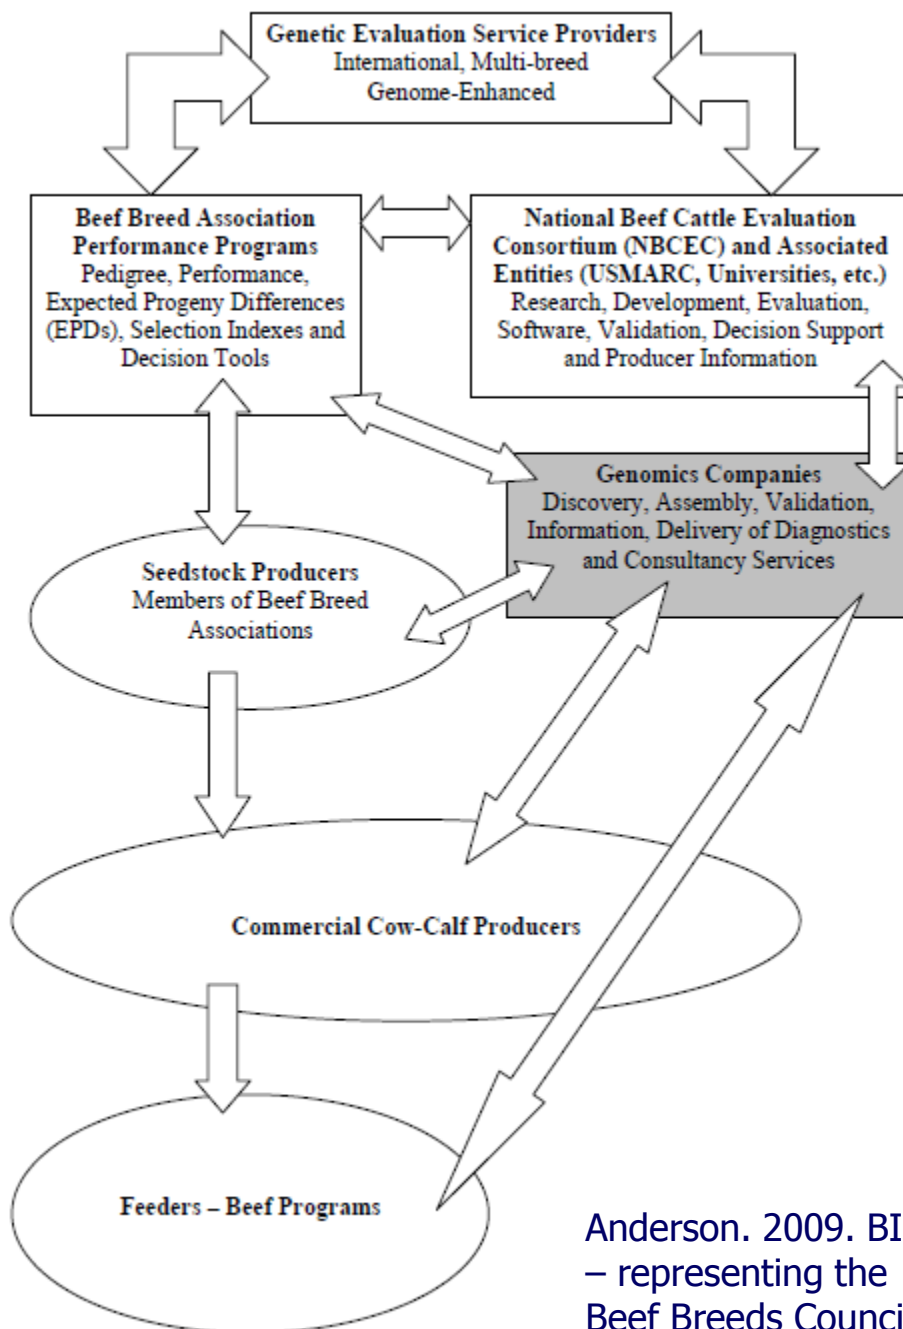 Genetic Evaluation Service Providers
International, Multi-breed
Genome-Enhanced
Beef Breed Association
Performance Programs
Pedigree, Performance,
Expected Progeny Differences
(EPDs), Selection Indexes and
Decision Tools
National Beef Cattle Evaluation
Consortium (NBCEC) and Associated
Entities (USMARC, Universities, etc.)
Research, Development, Evaluation,
Software, Validation, Decision Support
and Producer Information
Genomics Companies
Discovery, Assembly, Validation,
Information, Delivery of Diagnostics
and Consultancy Services
Seedstock Producers
Members of Beef Breed
Associations
Commercial Cow-Calf Producers
Feeders – Beef Programs
Anderson. 2009. BI
– representing the
Beef Breeds Counci